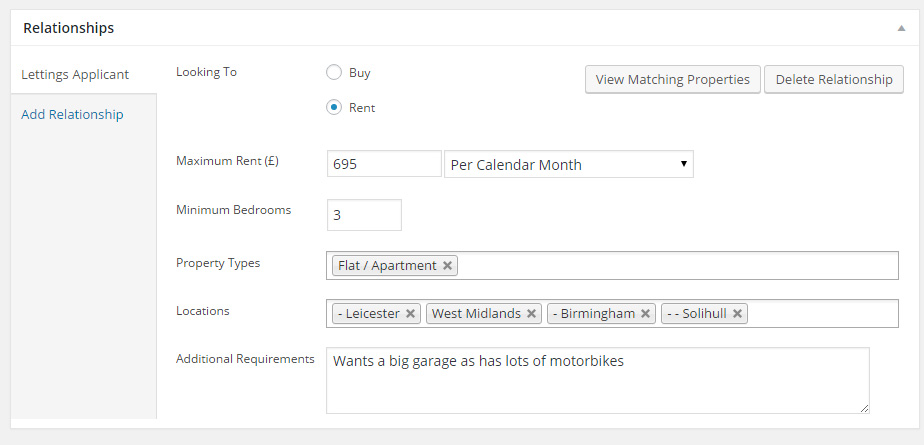 Relationships
Lettings Applicant
Add Relationship
Looking To
Buy
Rent
View Matching Properties
Delete Relationship
Maximum Rent (£)
695
Per Calendar Month
Minimum Bedrooms
3
Property Types
Flat / Apartment
Locations
- Leicester
West Midlands
- Birmingham
- - Solihull
Additional Requirements
Wants a big garage as has lots of motorbikes